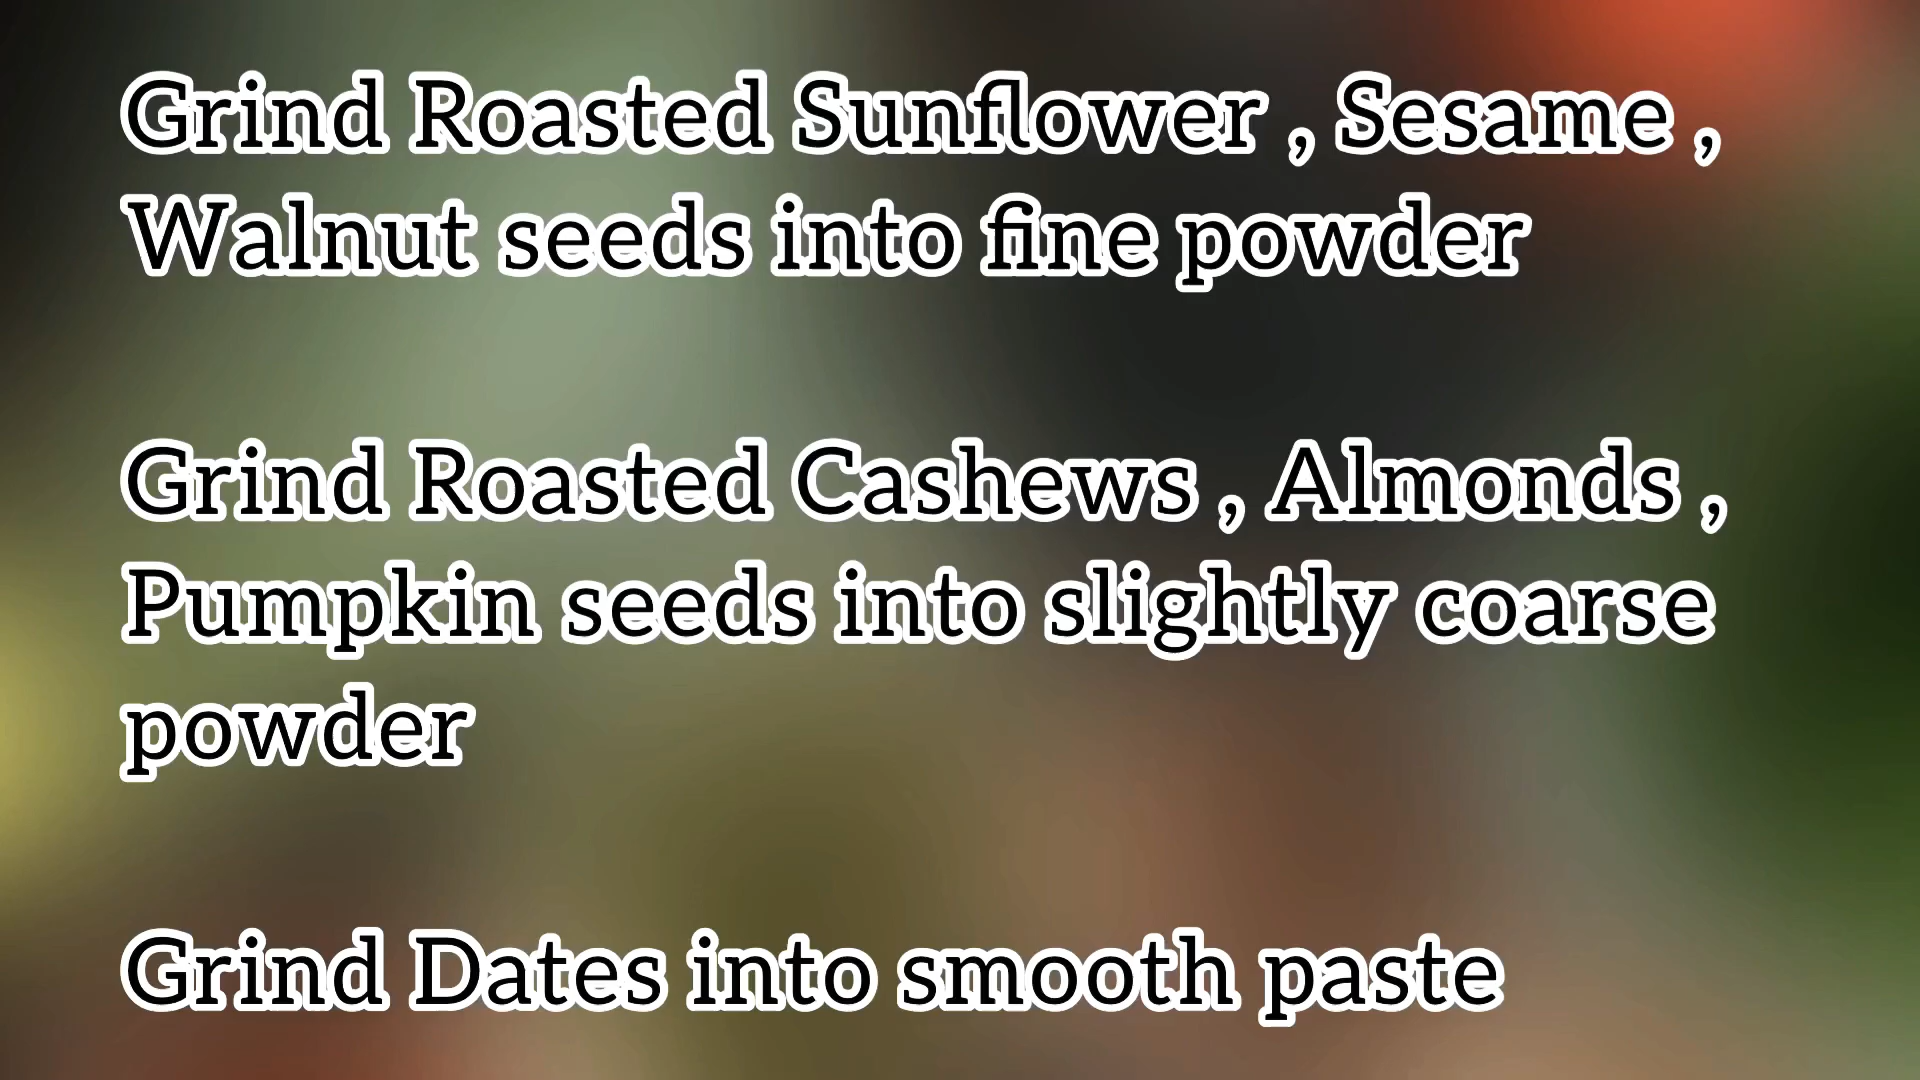 Grind Roasted Sunflower , Sesame ,
Walnut seeds into fine powder
Grind Roasted Cashews , Almonds ,
Pumpkin seeds into slightly coarse
powder
Grind Dates into smooth paste